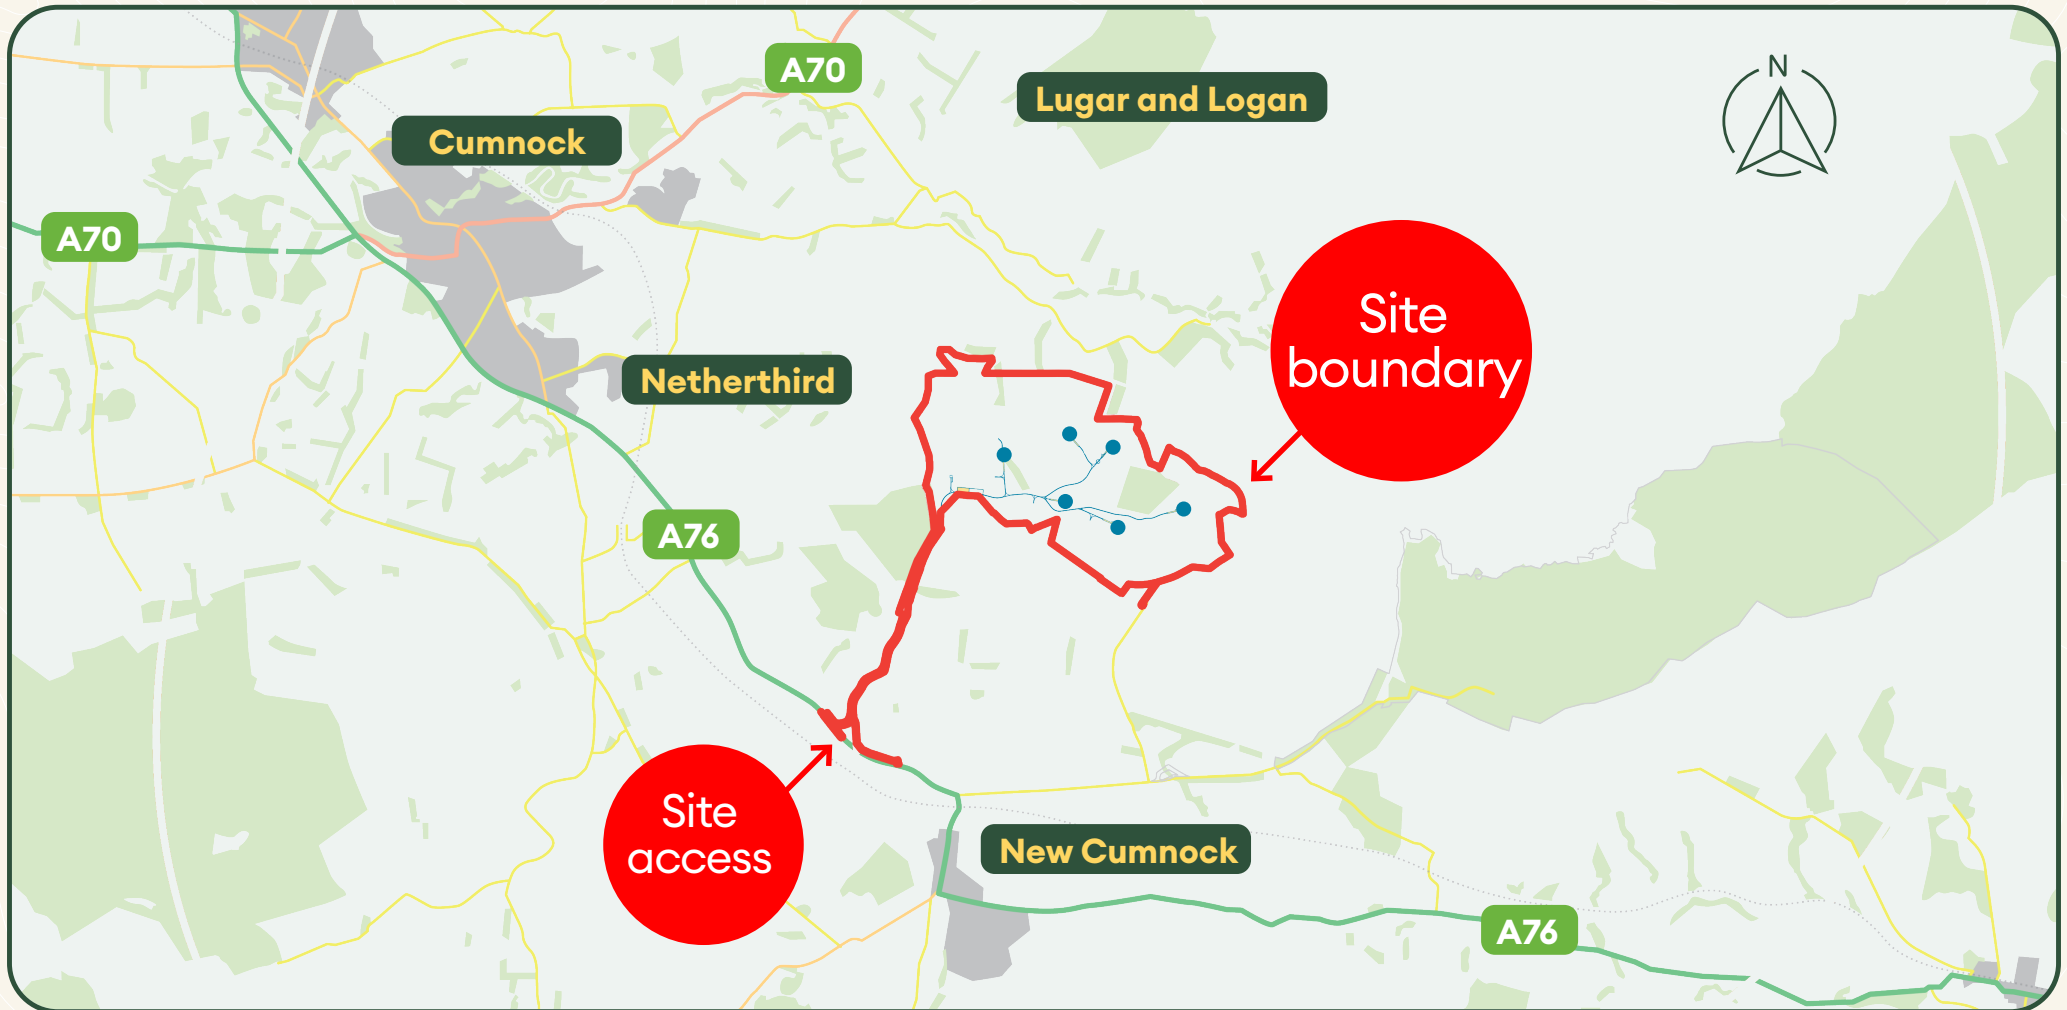 N
A70
Lugar and Logan
Cumnock
A70
Site
boundary
Netherthird
A76
Site
access
New Cumnock
A76